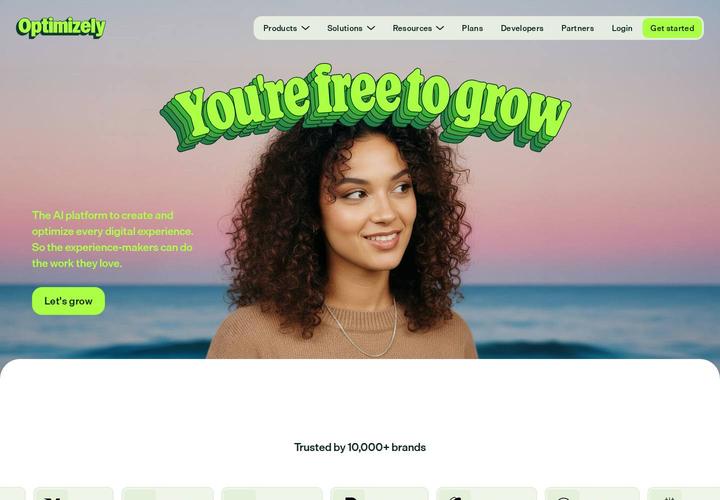 Optimizely
Products
Solutions
Resources
Plans
Developers
Partners
Login
Get started
You're free to grow
The AI platform to create and
optimize every digital experience.
So the experience-makers can do
the work they love.
Let's grow
Trusted by 10,000+ brands